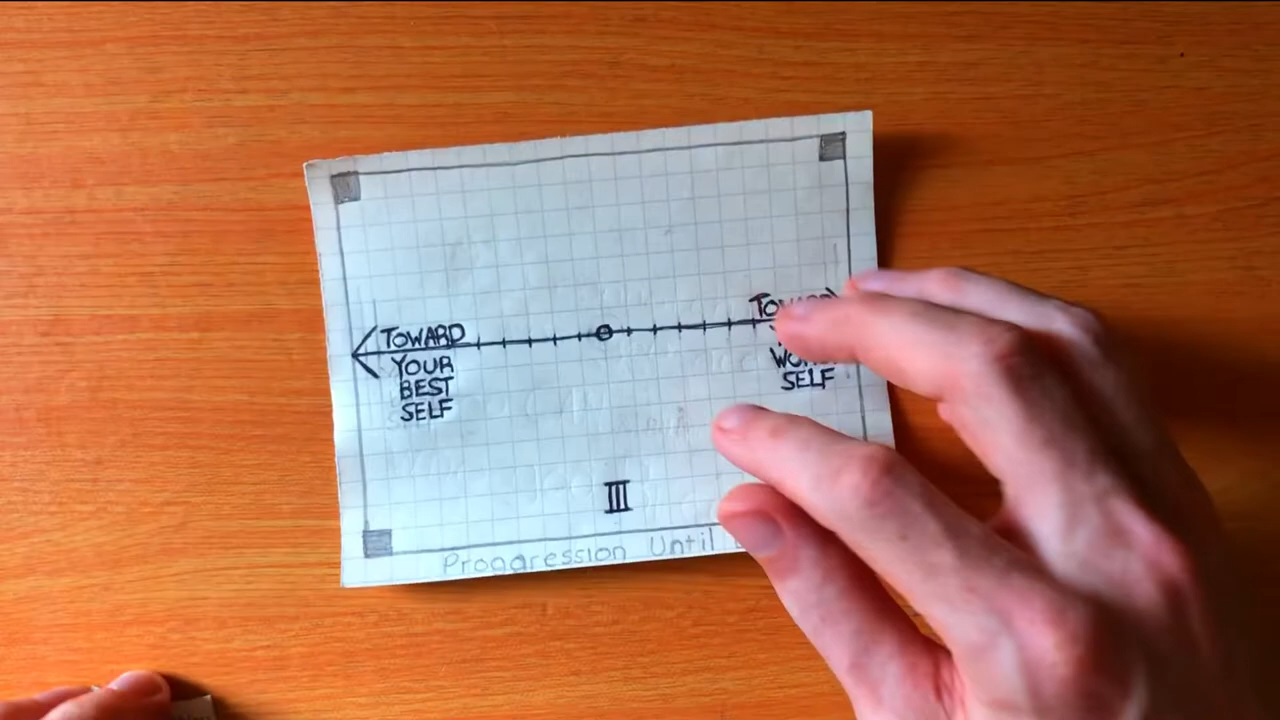 TOWARD
YOUR
BEST
SELF
SELF
III
Progression Until